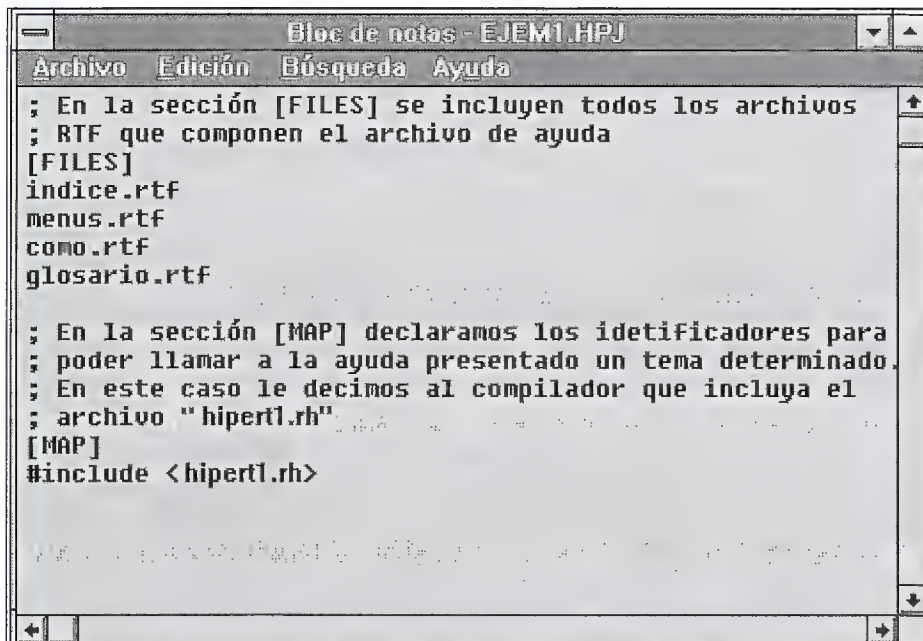 Bloc de notas - EJEM1.HPJ
Archivo Edición Búsqueda Ayuda
; En la sección [FILES] se incluyen todos los archivos
; RTF que componen el archivo de ayuda
[FILES]
indice.rtf
menus.rtf
como.rtf
glosario.rtf
; En la sección [MAP] declaramos los idetificadores para
; poder llamar a la ayuda presentado un tema determinado.
; En este caso le decimos al compilador que incluya el
; archivo "hipert1.rh"
[MAP]
#include <hipert1.rh>